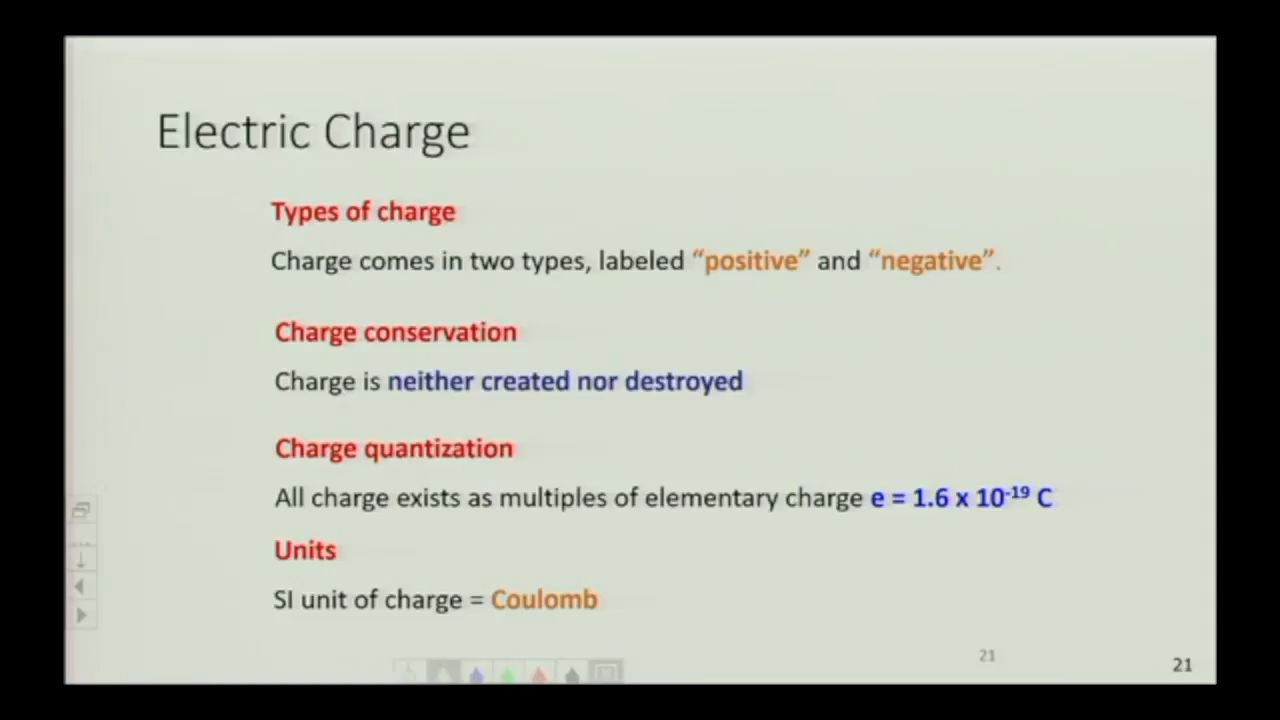 Electric Charge
Types of charge
Charge comes in two types, labeled “positive” and “negative”.
Charge conservation
Charge is neither created nor destroyed
Charge quantization
All charge exists as multiples of elementary charge e = 1.6 x 10⁻¹⁹ C
Units
SI unit of charge = Coulomb
21
21